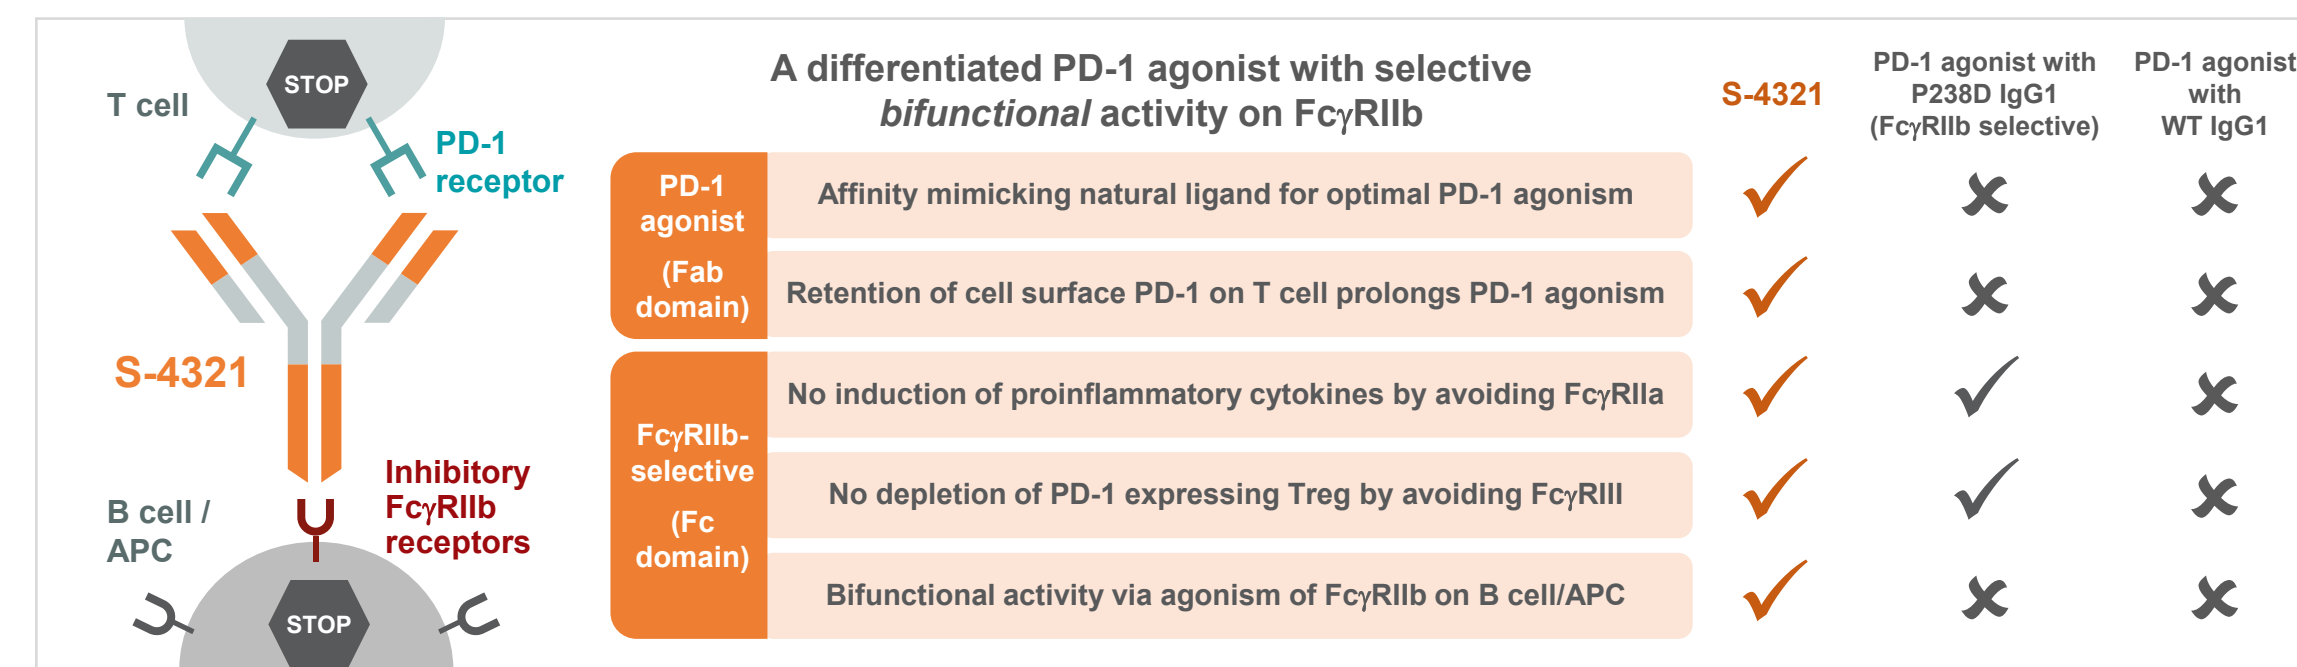 STOP
T cell
PD-1
receptor
S-4321
Inhibitory
FcγRIIb
receptors
B cell /
APC
STOP
A differentiated PD-1 agonist with selective
bifunctional activity on FcγRIIb
S-4321
PD-1 agonist with
P238D IgG1
(FcγRIIb selective)
PD-1 agonist
with
WT IgG1
PD-1
agonist
(Fab
domain)
Affinity mimicking natural ligand for optimal PD-1 agonism
Retention of cell surface PD-1 on T cell prolongs PD-1 agonism
FcγRIIb-
selective
(Fc
domain)
No induction of proinflammatory cytokines by avoiding FcγRIIa
No depletion of PD-1 expressing Treg by avoiding FcγRIII
Bifunctional activity via agonism of FcγRIIb on B cell/APC